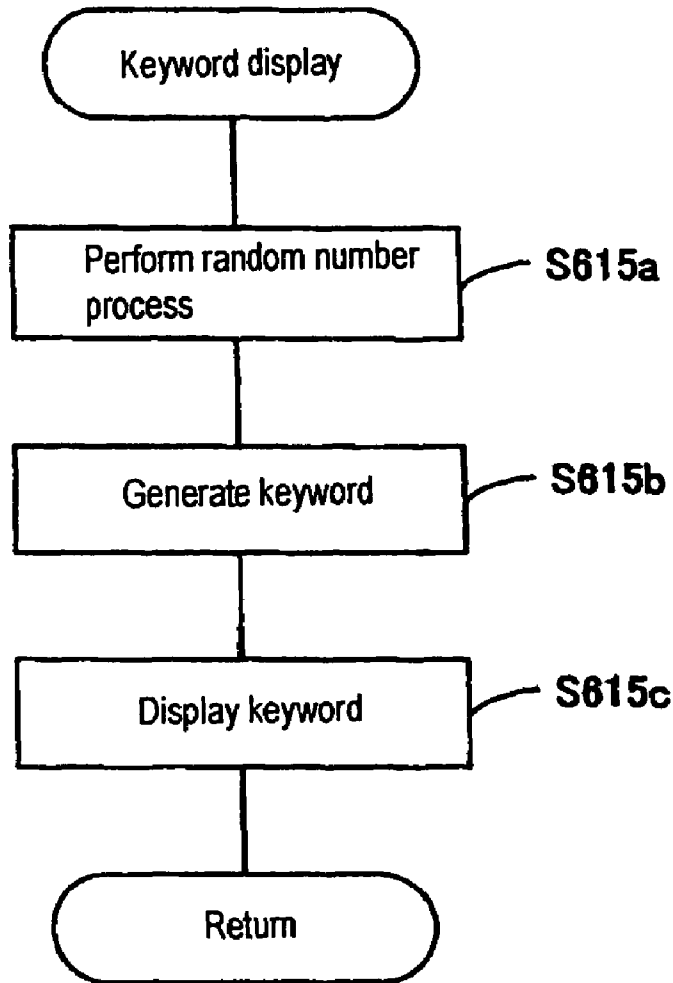 Keyword display
Perform random number
process
S615a
Generate keyword
S615b
Display keyword
S615c
Return